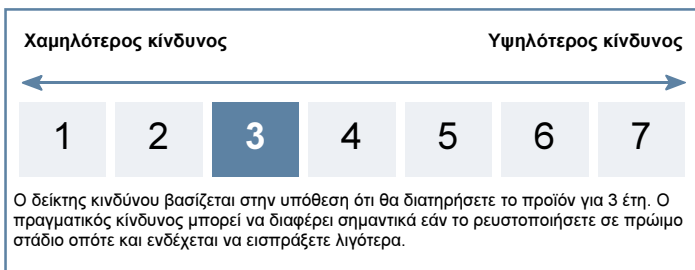 Χαμηλότερος κίνδυνος Υψηλότερος κίνδυνος
1 2 3 4 5 6 7
Ο δείκτης κινδύνου βασίζεται στην υπόθεση ότι θα διατηρήσετε το προϊόν για 3 έτη. Ο
πραγματικός κίνδυνος μπορεί να διαφέρει σημαντικά εάν το ρευστοποιήσετε σε πρώιμο
στάδιο οπότε και ενδέχεται να εισπράξετε λιγότερα.